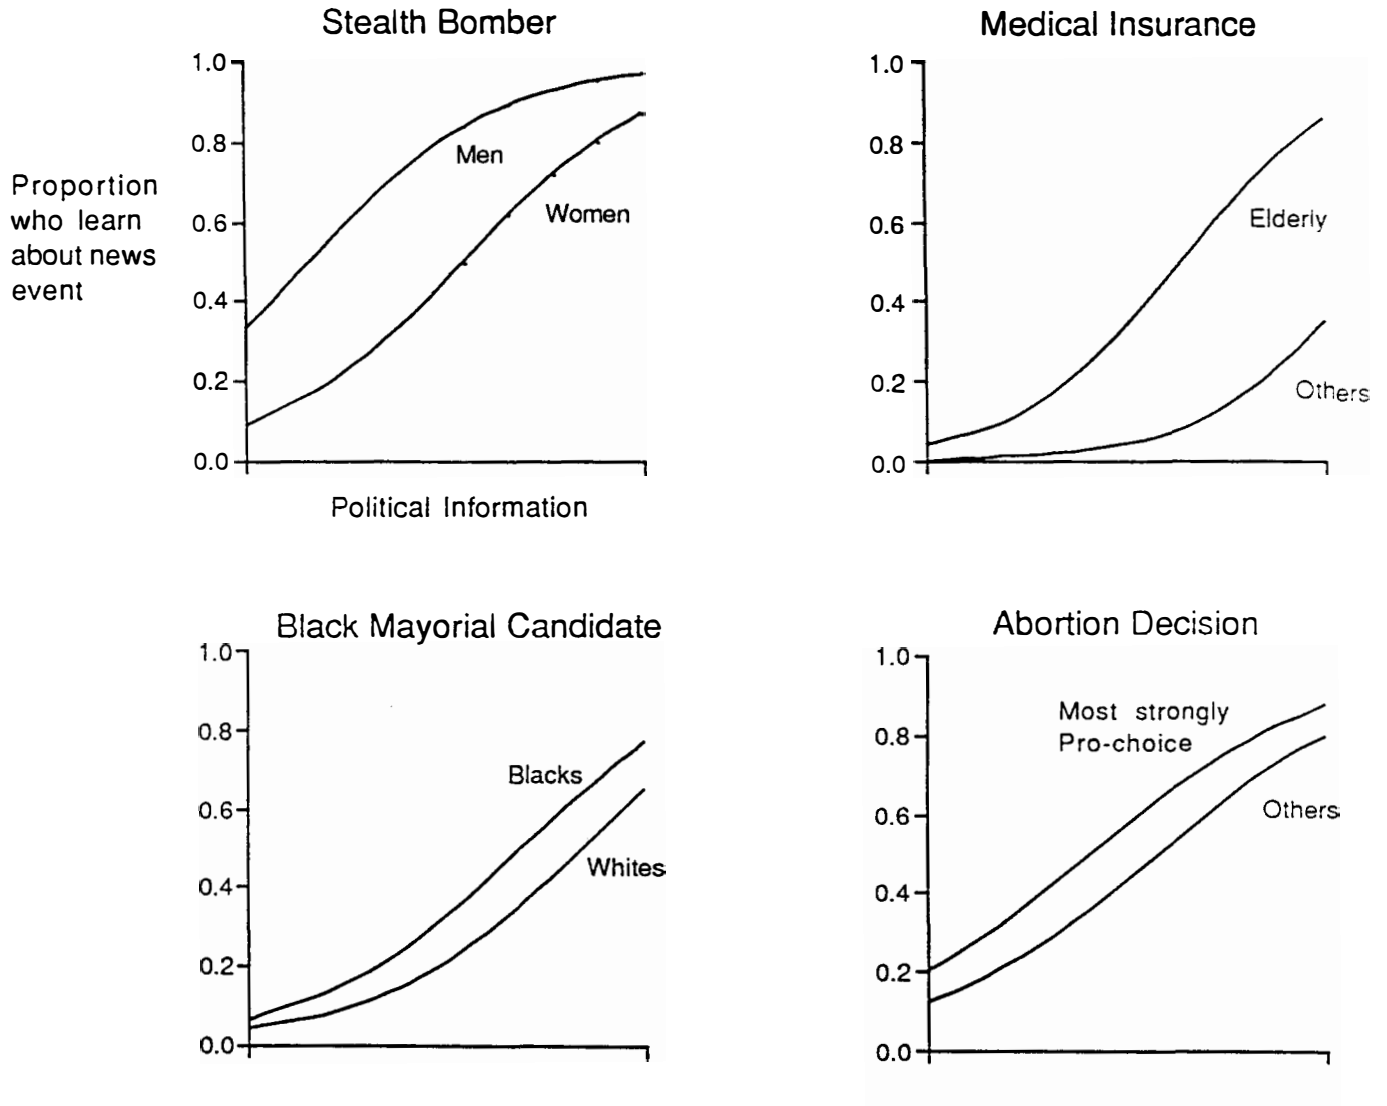 Stealth Bomber
Proportion
who learn
about news
event
1.0
0.8
0.6
0.4
0.2
0.0
Men
Women
Political Information
Medical Insurance
1.0
0.8
0.6
0.4
0.2
0.0
Elderly
Others
Black Mayorial Candidate
1.0
0.8
0.6
0.4
0.2
0.0
Blacks
Whites
Abortion Decision
1.0
0.8
0.6
0.4
0.2
0.0
Most strongly
Pro-choice
Others